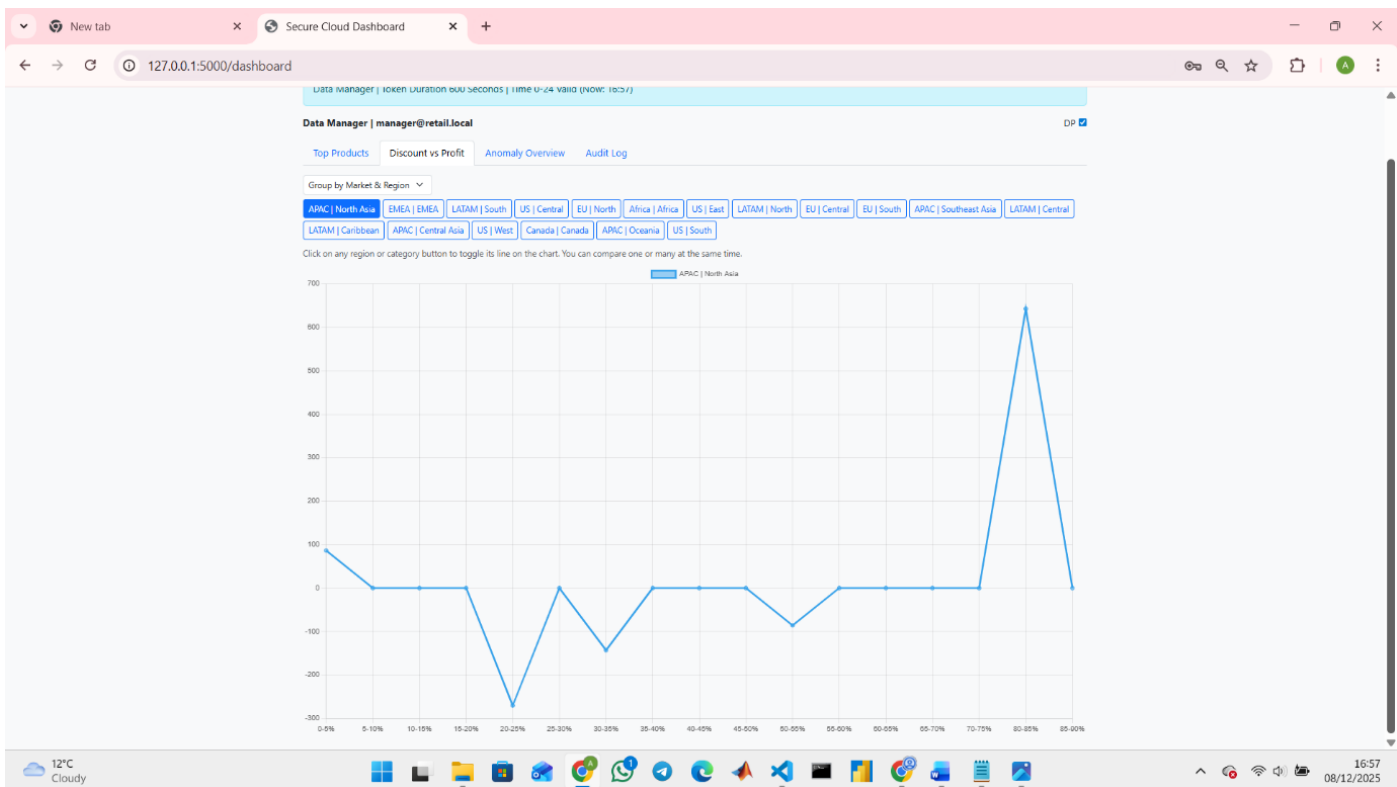 New tab
Secure Cloud Dashboard
127.0.0.1:5000/dashboard
A
Data Manager | Token Duration 600 Seconds | Time 0-24 Valid (Now: 16:57)
Data Manager | manager@retail.local DP
Top Products Discount vs Profit Anomaly Overview Audit Log
Group by Market & Region
APAC | North Asia EMEA | EMEA LATAM | South US | Central EU | North Africa | Africa US | East LATAM | North EU | Central EU | South APAC | Southeast Asia LATAM | Central
LATAM | Caribbean APAC | Central Asia US | West Canada | Canada APAC | Oceania US | South
Click on any region or category button to toggle its line on the chart. You can compare one or many at the same time.
APAC | North Asia
700
600
500
400
300
200
100
0
-100
-200
-300
0-5% 5-10% 10-15% 15-20% 20-25% 25-30% 30-35% 35-40% 40-45% 45-50% 50-55% 55-60% 60-65% 65-70% 70-75% 80-85% 85-90%
12°C
Cloudy
A
1
16:57
08/12/2025